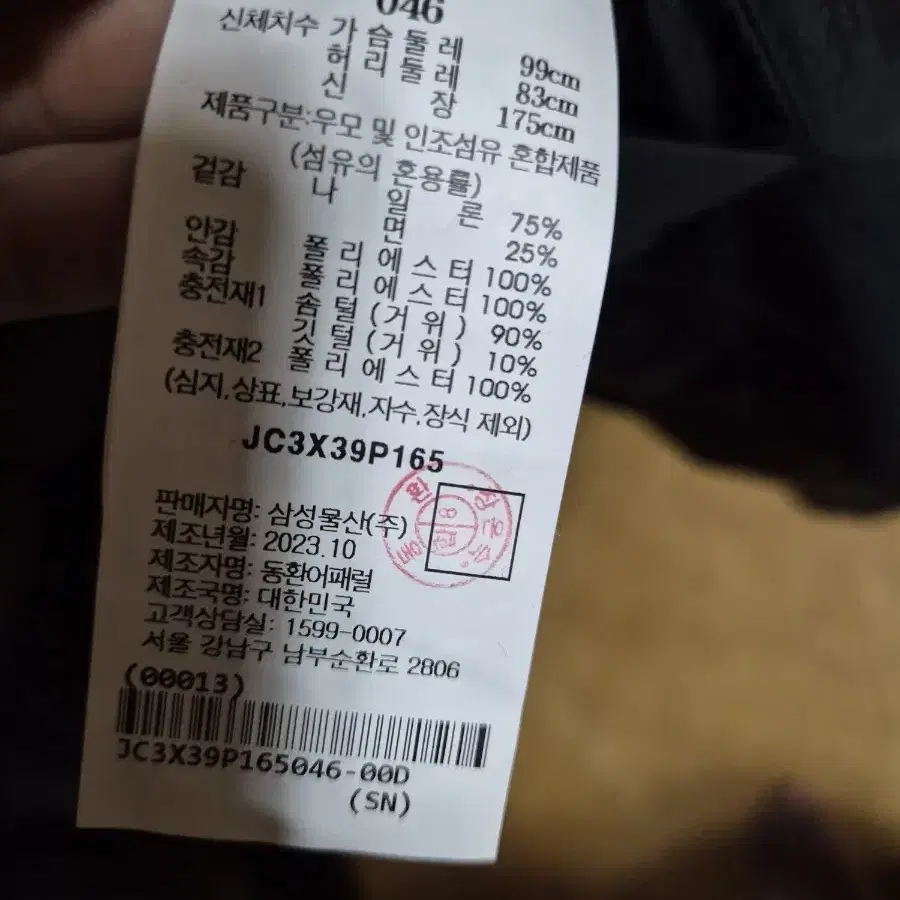 046
신체치수 가슴둘레 99cm
허리둘레 83cm
신장 175cm
제품구분:우모 및 인조섬유 혼합제품
(섬유의 혼용률)
겉감 나일론 75%
면 25%
안감 폴리에스터 100%
속감 폴리에스터 100%
충전재1 솜털(거위) 90%
깃털(거위) 10%
충전재2 폴리에스터 100%
(심지,상표,보강재,자수,장식 제외)
JC3X39P165
판매자명: 삼성물산(주)
제조년월: 2023.10
제조자명: 동환어패럴
제조국명: 대한민국
고객상담실: 1599-0007
서울 강남구 남부순환로 2806
(00013)
JC3X39P165046-00D
(SN)